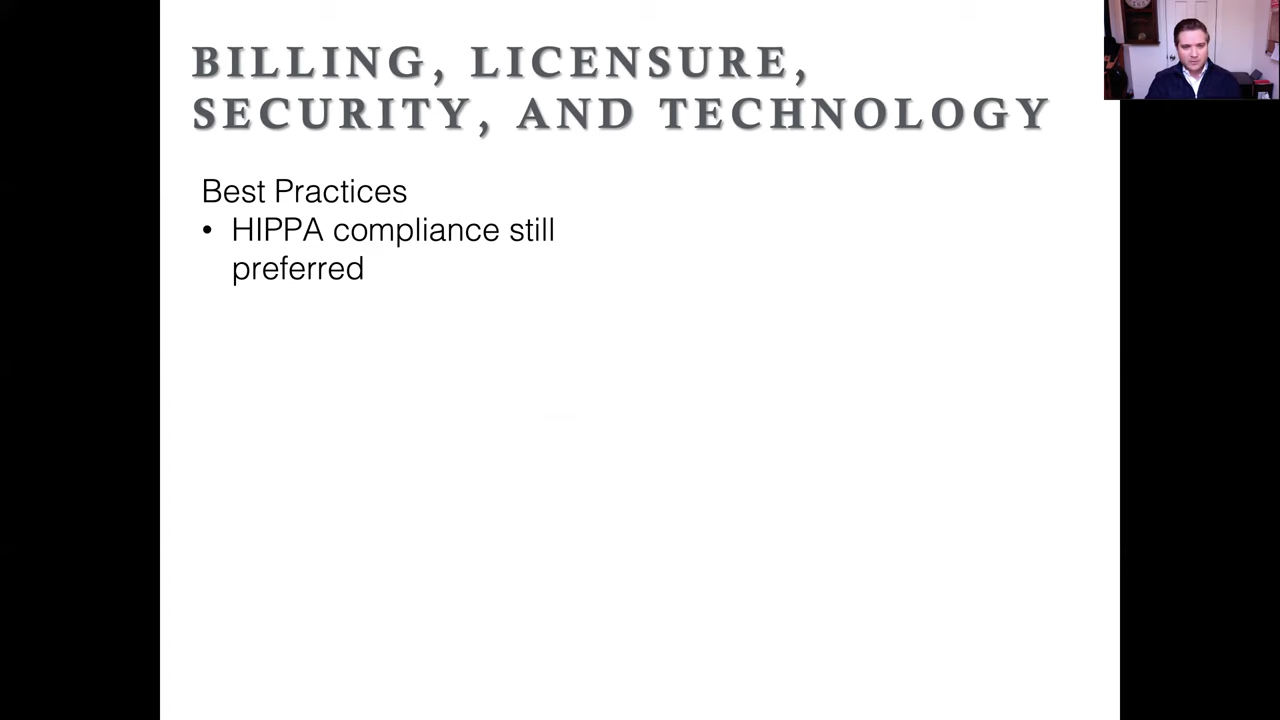 BILLING, LICENSURE,
SECURITY, AND TECHNOLOGY
Best Practices
• HIPPA compliance still
preferred